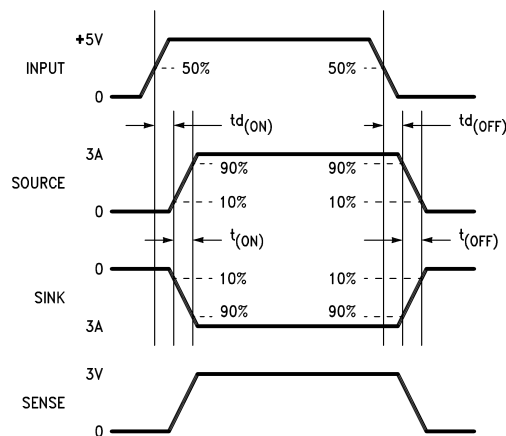 +5V
INPUT
50%
50%
0
td(ON)
td(OFF)
3A
90%
90%
SOURCE
10%
10%
0
t(ON)
t(OFF)
0
10%
10%
SINK
90%
90%
3A
3V
SENSE
0